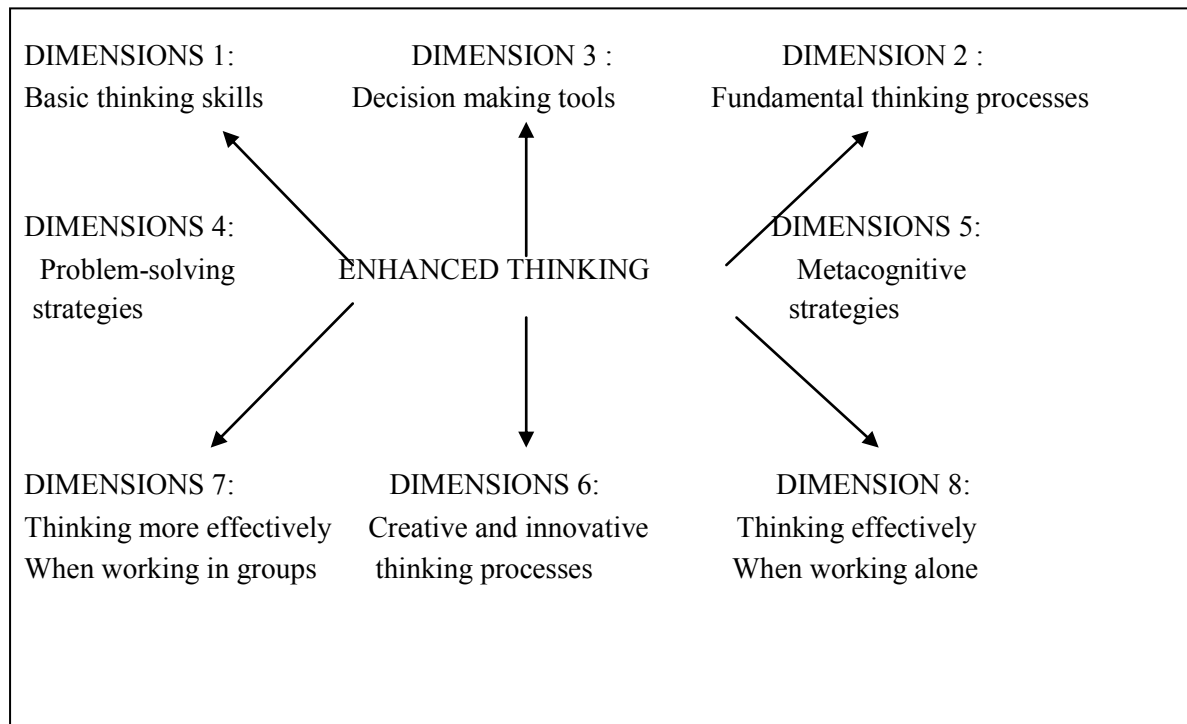 DIMENSIONS 1:
Basic thinking skills
DIMENSION 3 :
Decision making tools
DIMENSION 2 :
Fundamental thinking processes
DIMENSIONS 4:
Problem-solving
strategies
ENHANCED THINKING
DIMENSIONS 5:
Metacognitive
strategies
DIMENSIONS 7:
Thinking more effectively
When working in groups
DIMENSIONS 6:
Creative and innovative
thinking processes
DIMENSION 8:
Thinking effectively
When working alone